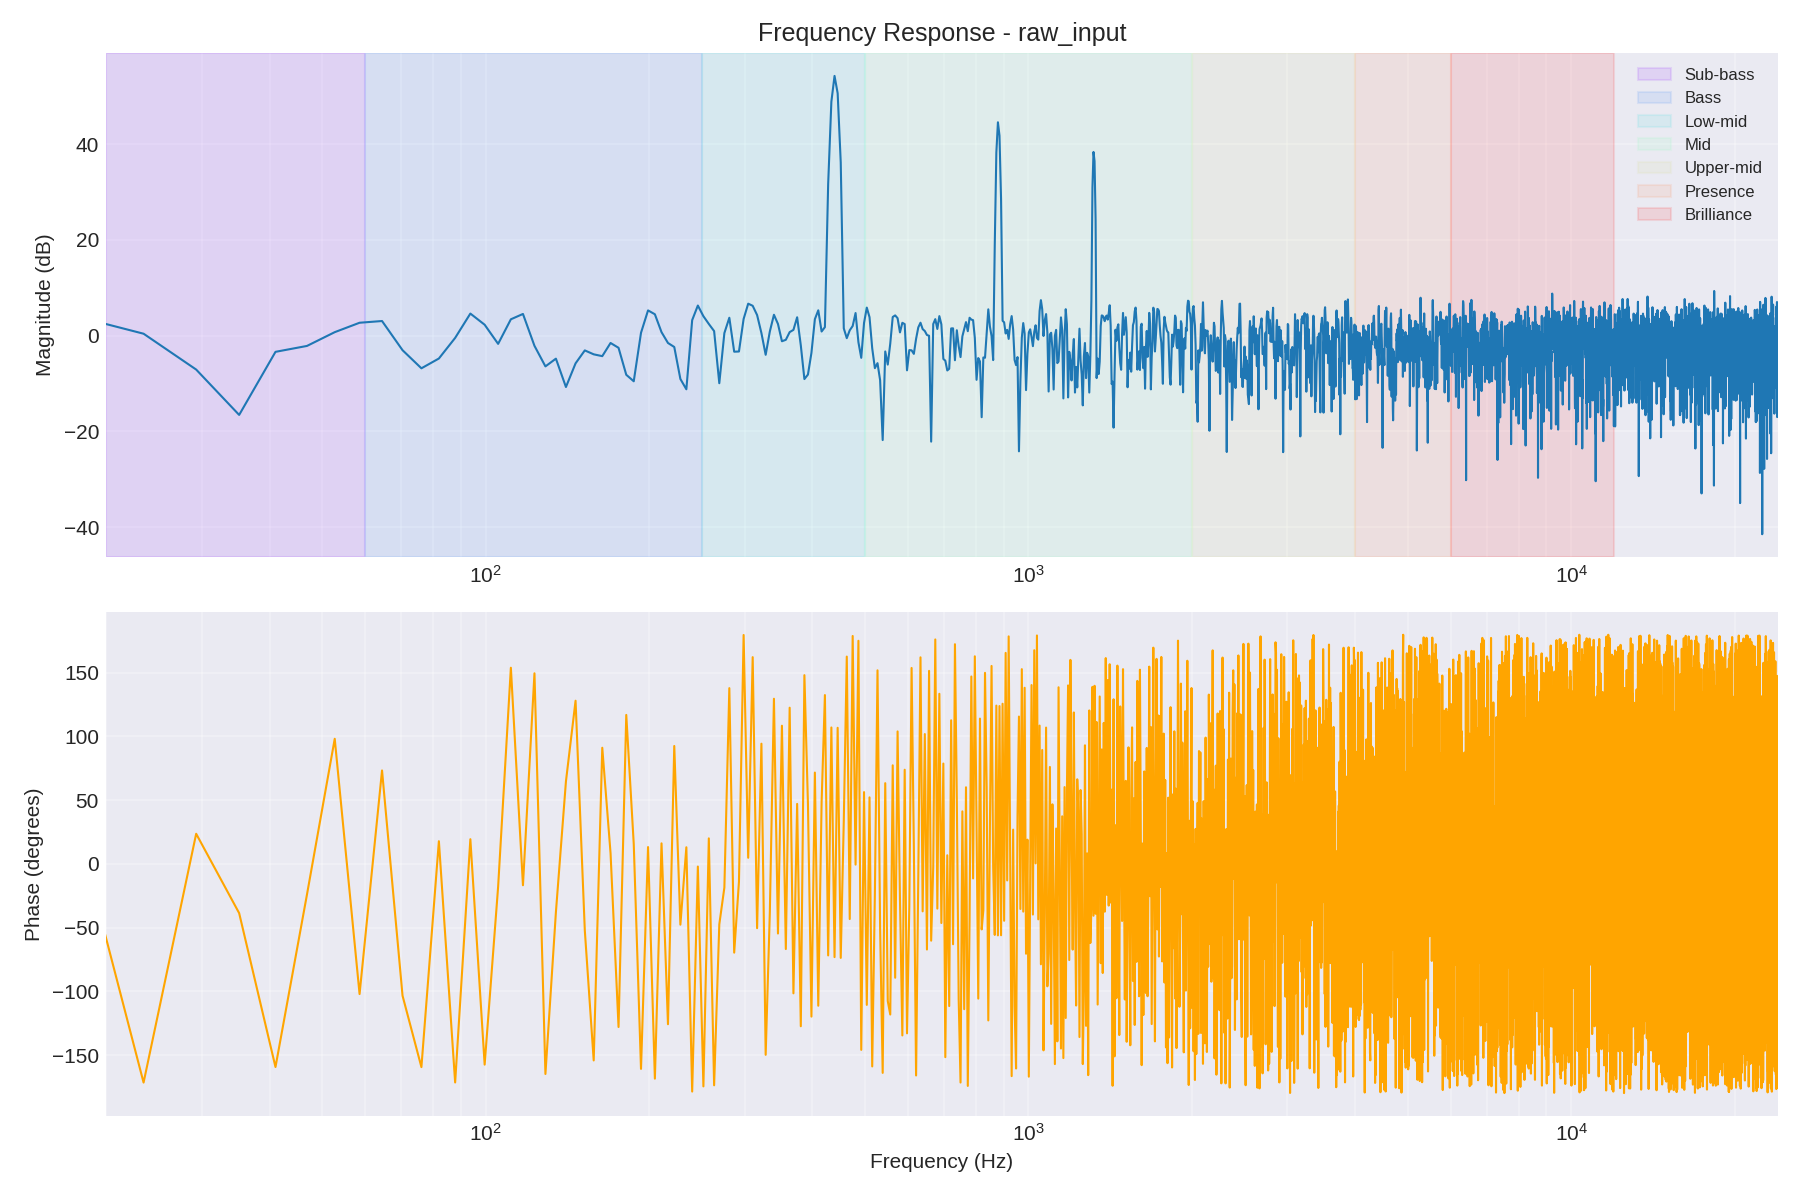 Frequency Response - raw_input
Sub-bass
Bass
Low-mid
Mid
Upper-mid
Presence
Brilliance
Magnitude (dB)
40
20
0
−20
−40
10²
10³
10⁴
Phase (degrees)
150
100
50
0
−50
−100
−150
10²
10³
10⁴
Frequency (Hz)